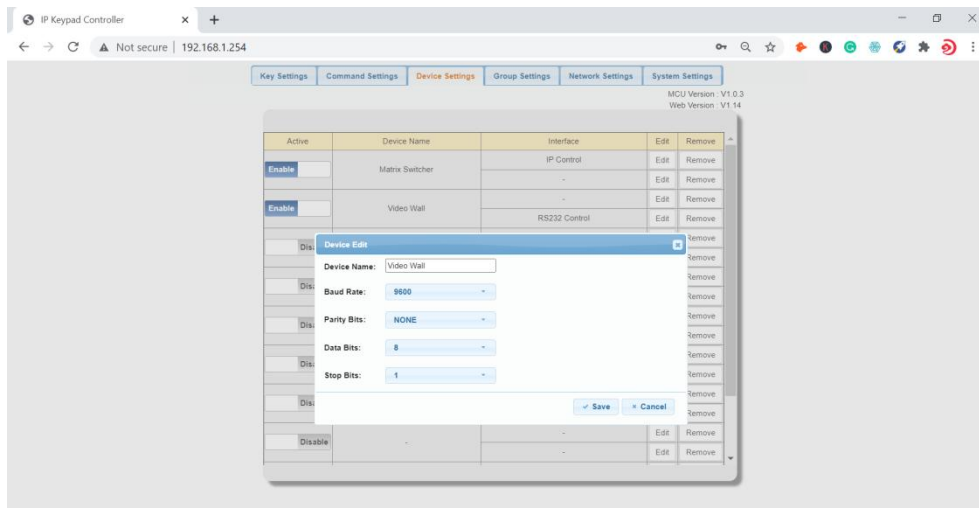 IP Keypad Controller
Not secure | 192.168.1.254
Key Settings Command Settings Device Settings Group Settings Network Settings System Settings
MCU Version : V1.0.3
Web Version : V1.14
Active Device Name Interface Edit Remove
Enable Matrix Switcher IP Control Edit Remove
- Edit Remove
Enable Video Wall - Edit Remove
RS232 Control Edit Remove
Device Edit
Device Name: Video Wall
Baud Rate: 9600
Parity Bits: NONE
Data Bits: 8
Stop Bits: 1
Save Cancel
Disable - - Edit Remove
- Edit Remove